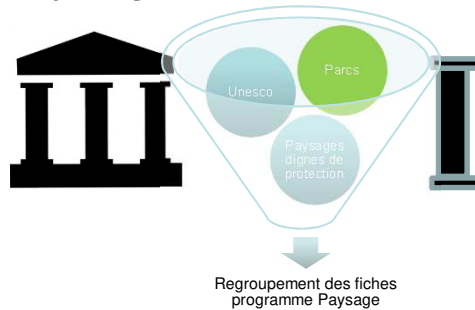 Parcs
Unesco
Paysages
dignes de
protection
Regroupement des fiches
programme Paysage